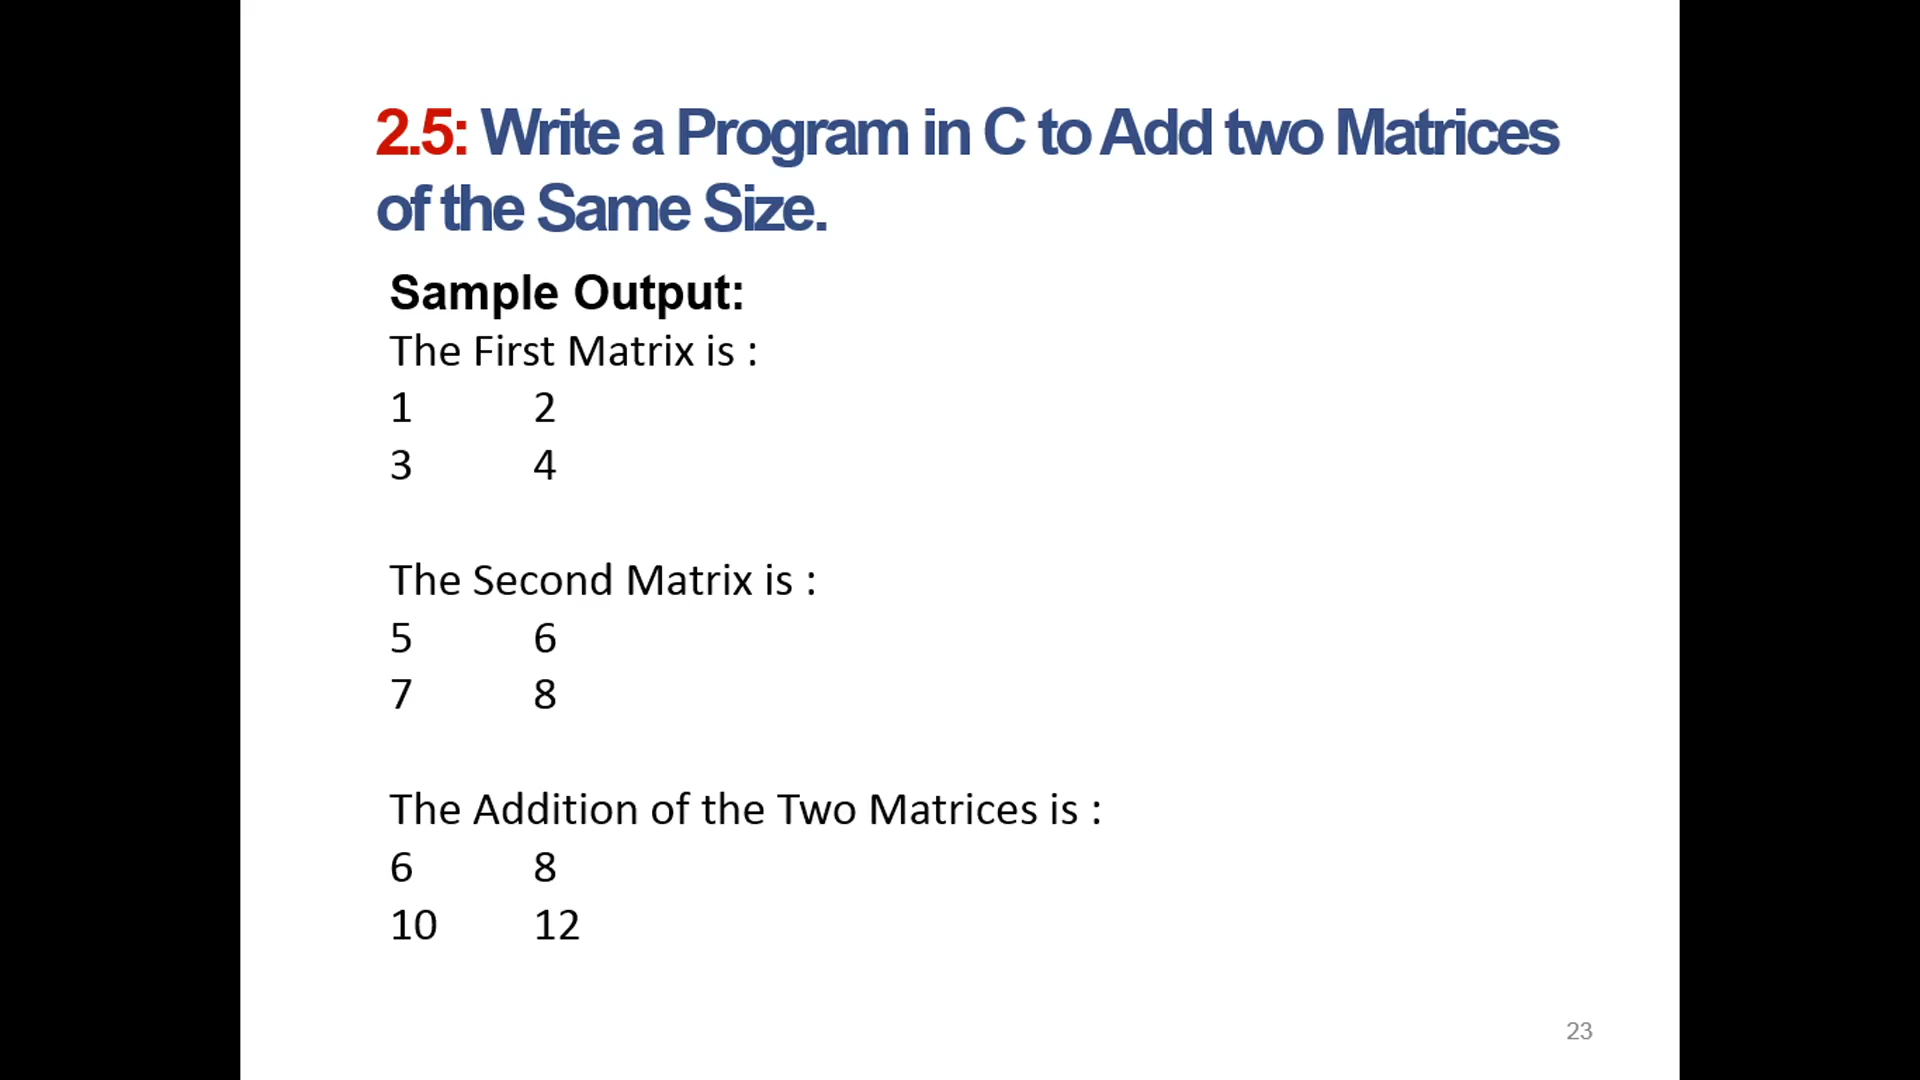 2.5: Write a Program in C to Add two Matrices
of the Same Size.
Sample Output:
The First Matrix is :
1 2
3 4
The Second Matrix is :
5 6
7 8
The Addition of the Two Matrices is :
6 8
10 12
23